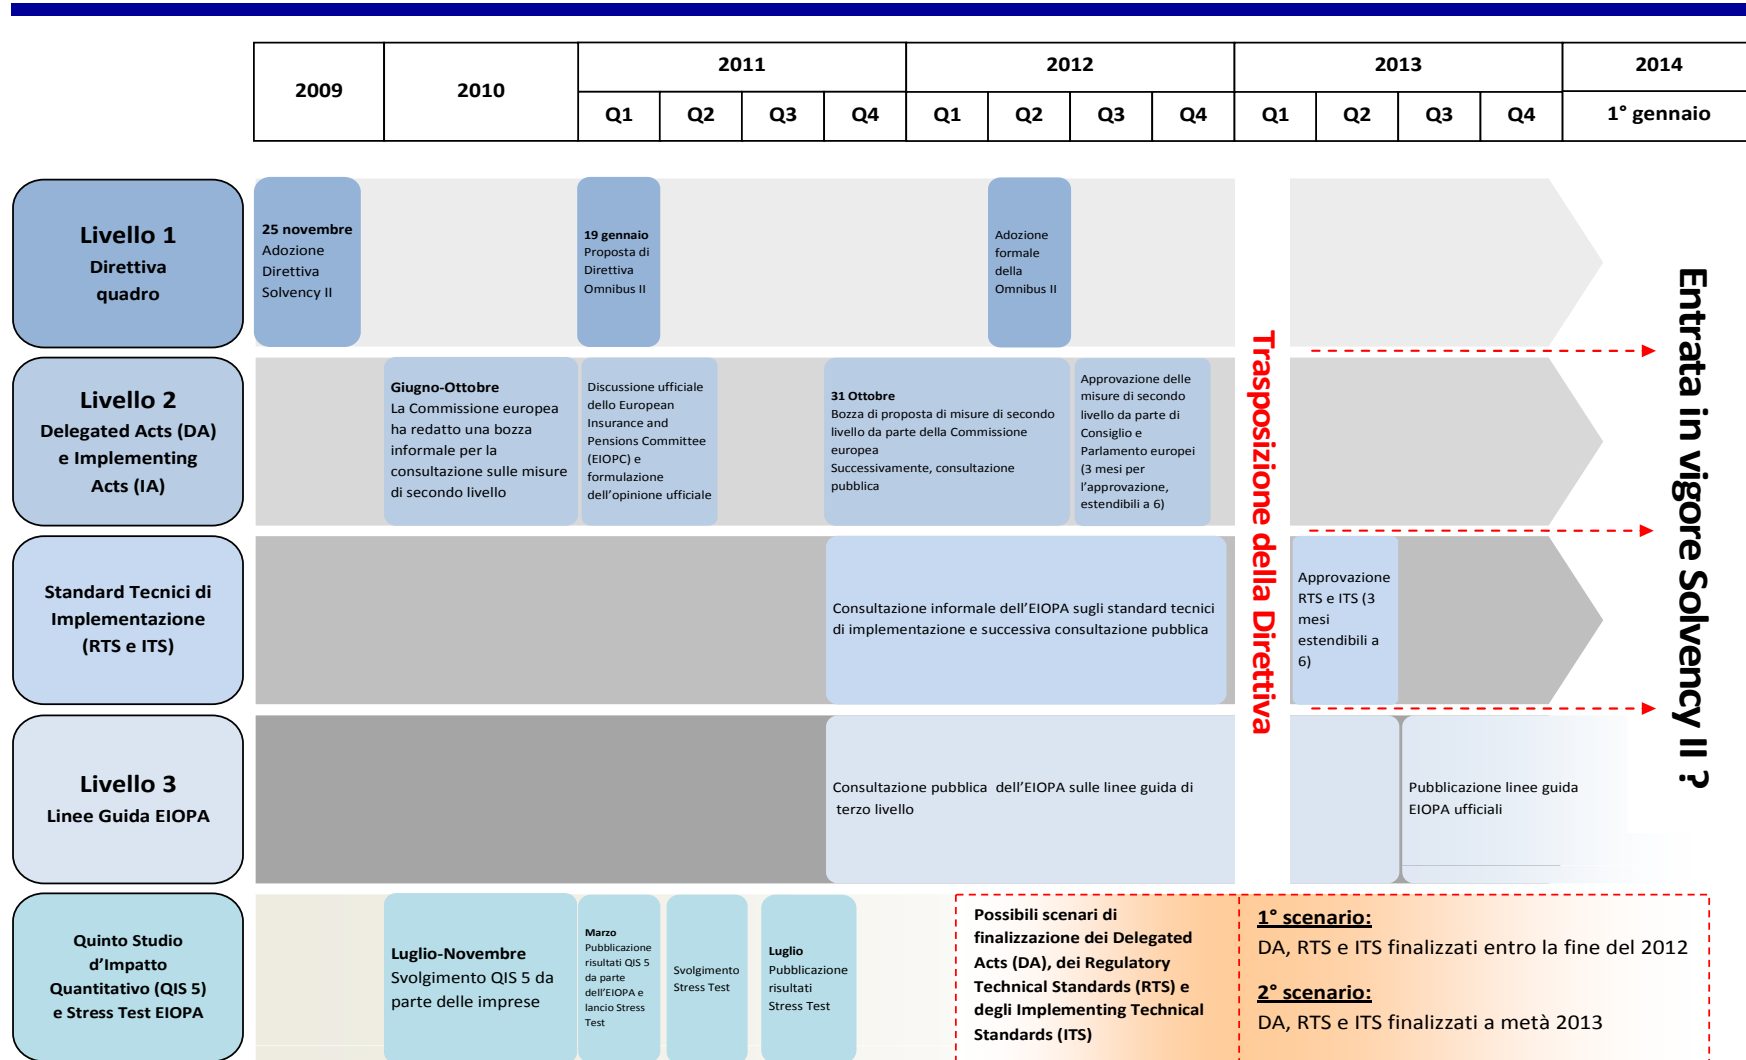 2009
2010
2011
2012
2013
2014
Q1
Q2
Q3
Q4
Q1
Q2
Q3
Q4
Q1
Q2
Q3
Q4
1° gennaio
Livello 1
Direttiva
quadro
25 novembre
Adozione
Direttiva
Solvency II
19 gennaio
Proposta di
Direttiva
Omnibus II
Adozione
formale
della
Omnibus II
Livello 2
Delegated Acts (DA)
e Implementing
Acts (IA)
Giugno-Ottobre
La Commissione europea
ha redatto una bozza
informale per la
consultazione sulle misure
di secondo livello
Discussione ufficiale
dello European
Insurance and
Pensions Committee
(EIOPC) e
formulazione
dell’opinione ufficiale
31 Ottobre
Bozza di proposta di misure di secondo
livello da parte della Commissione
europea
Successivamente, consultazione
pubblica
Approvazione delle
misure di secondo
livello da parte di
Consiglio e
Parlamento europei
(3 mesi per
l’approvazione,
estendibili a 6)
Standard Tecnici di
Implementazione
(RTS e ITS)
Consultazione informale dell’EIOPA sugli standard tecnici
di implementazione e successiva consultazione pubblica
Approvazione
RTS e ITS (3
mesi
estendibili a
6)
Livello 3
Linee Guida EIOPA
Consultazione pubblica dell’EIOPA sulle linee guida di
terzo livello
Pubblicazione linee guida
EIOPA ufficiali
Trasposizione della Direttiva
Entrata in vigore Solvency II ?
Quinto Studio
d’Impatto
Quantitativo (QIS 5)
e Stress Test EIOPA
Luglio-Novembre
Svolgimento QIS 5 da
parte delle imprese
Marzo
Pubblicazione
risultati QIS 5
da parte
dell’EIOPA e
lancio Stress
Test
Svolgimento
Stress Test
Luglio
Pubblicazione
risultati
Stress Test
Possibili scenari di
finalizzazione dei Delegated
Acts (DA), dei Regulatory
Technical Standards (RTS) e
degli Implementing Technical
Standards (ITS)
1° scenario:
DA, RTS e ITS finalizzati entro la fine del 2012
2° scenario:
DA, RTS e ITS finalizzati a metà 2013